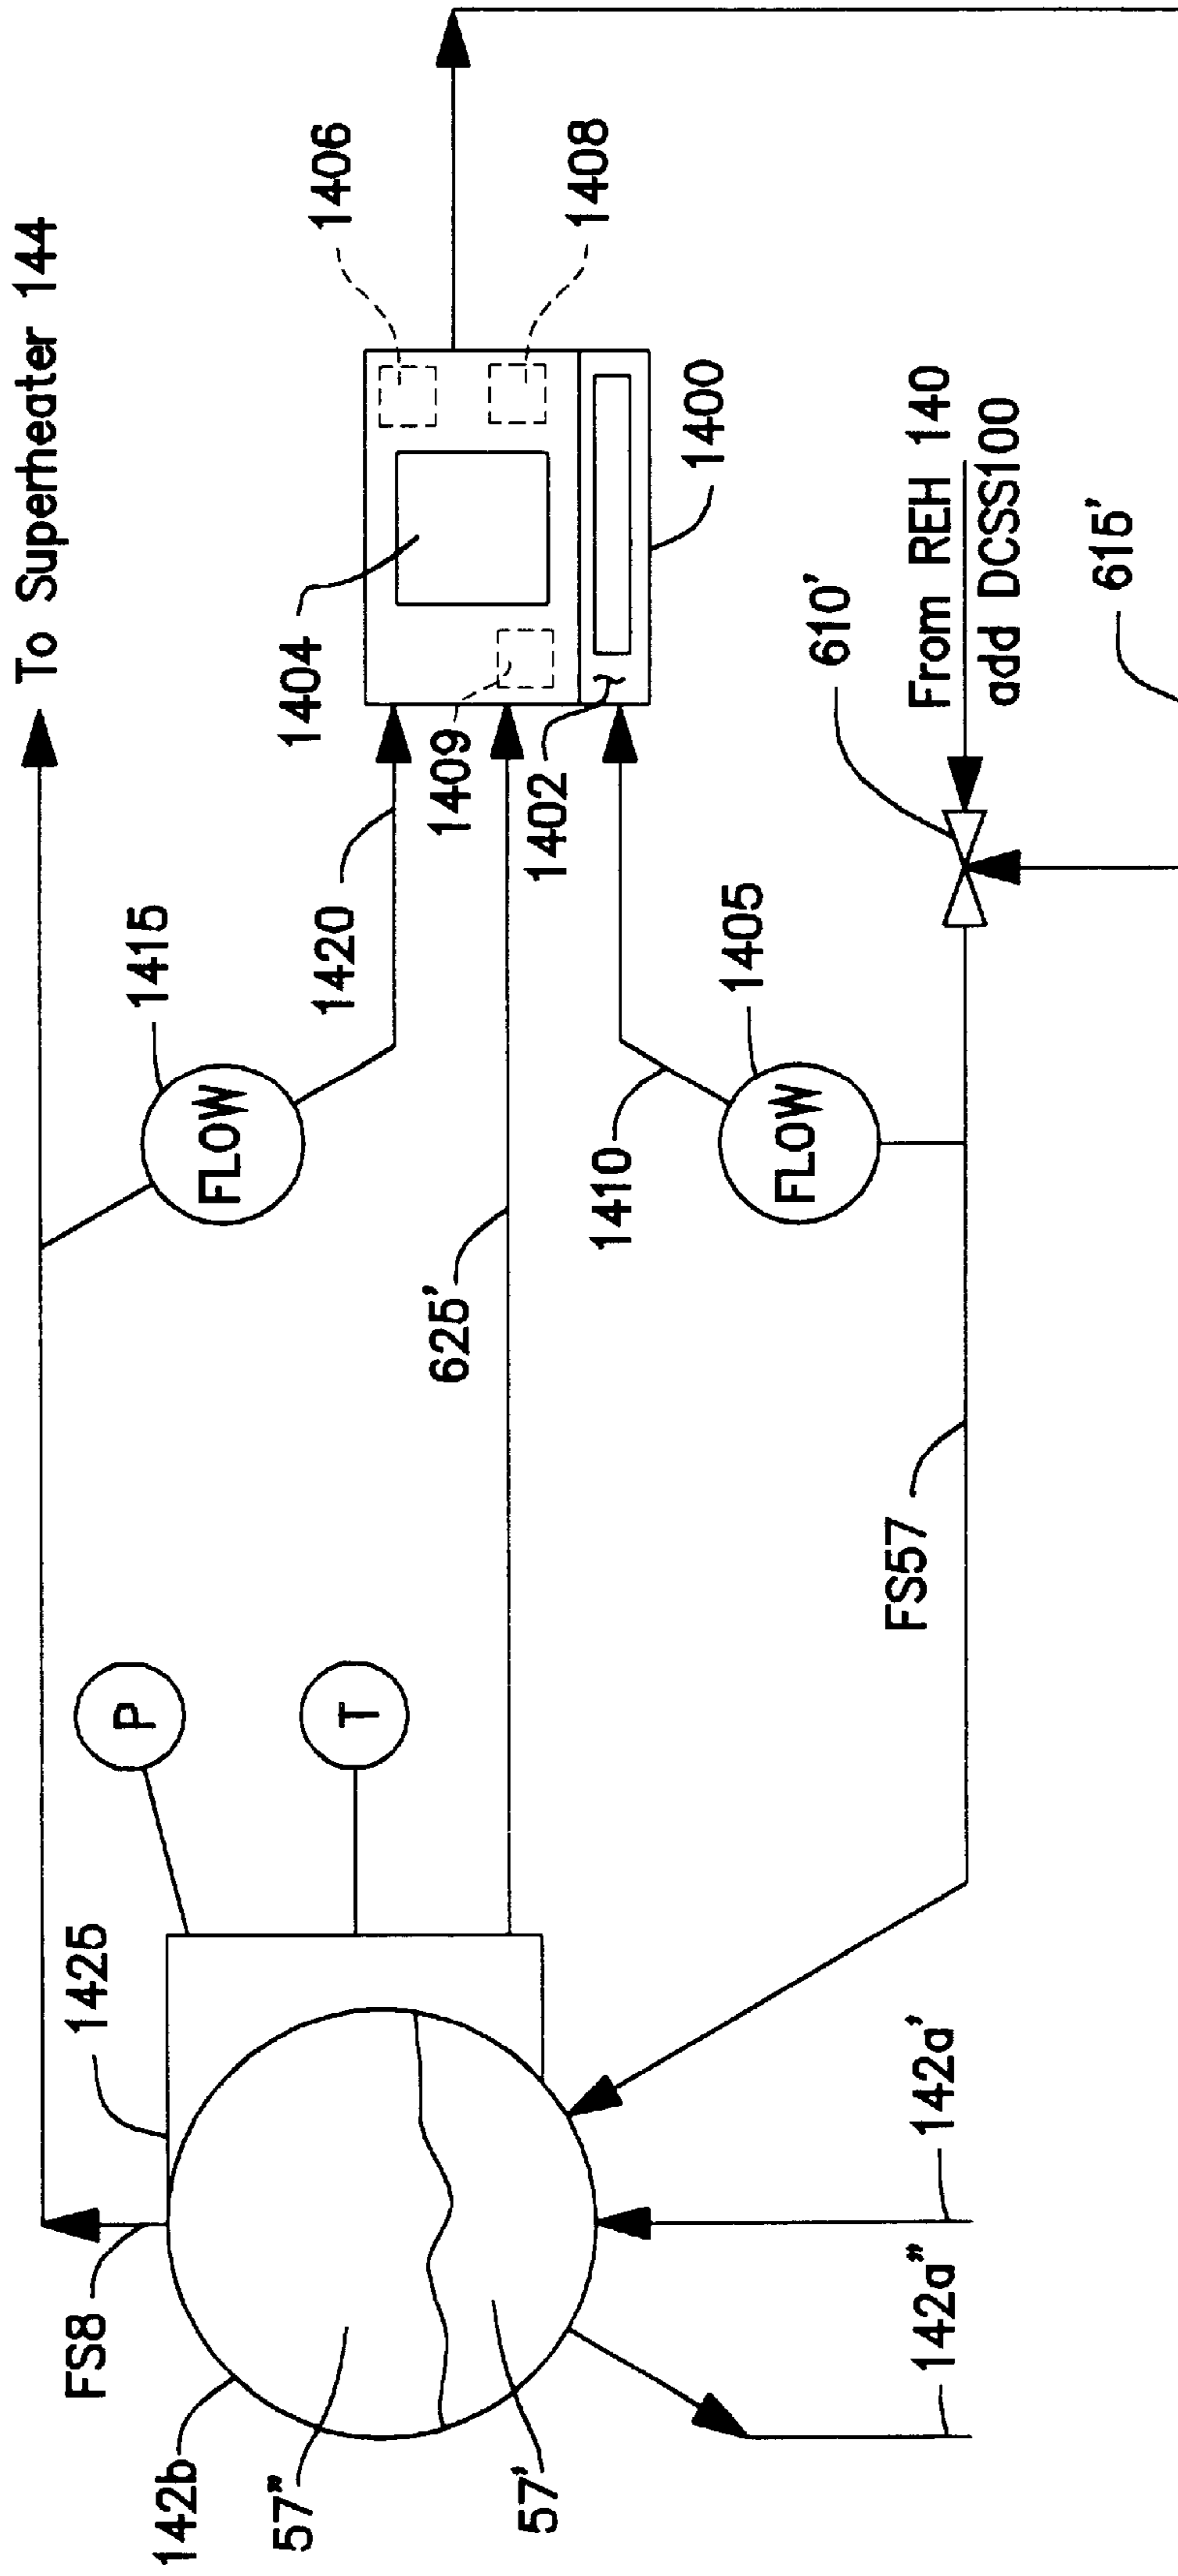 To Superheater 144
FS8
1425
P
1415
FLOW
142b
T
1420
1404
1406
57"
625'
1409
1408
57'
1402
1410
1400
FLOW
1405
610'
FS57
From REH 140
add DCSS100
142a"
142a'
615'